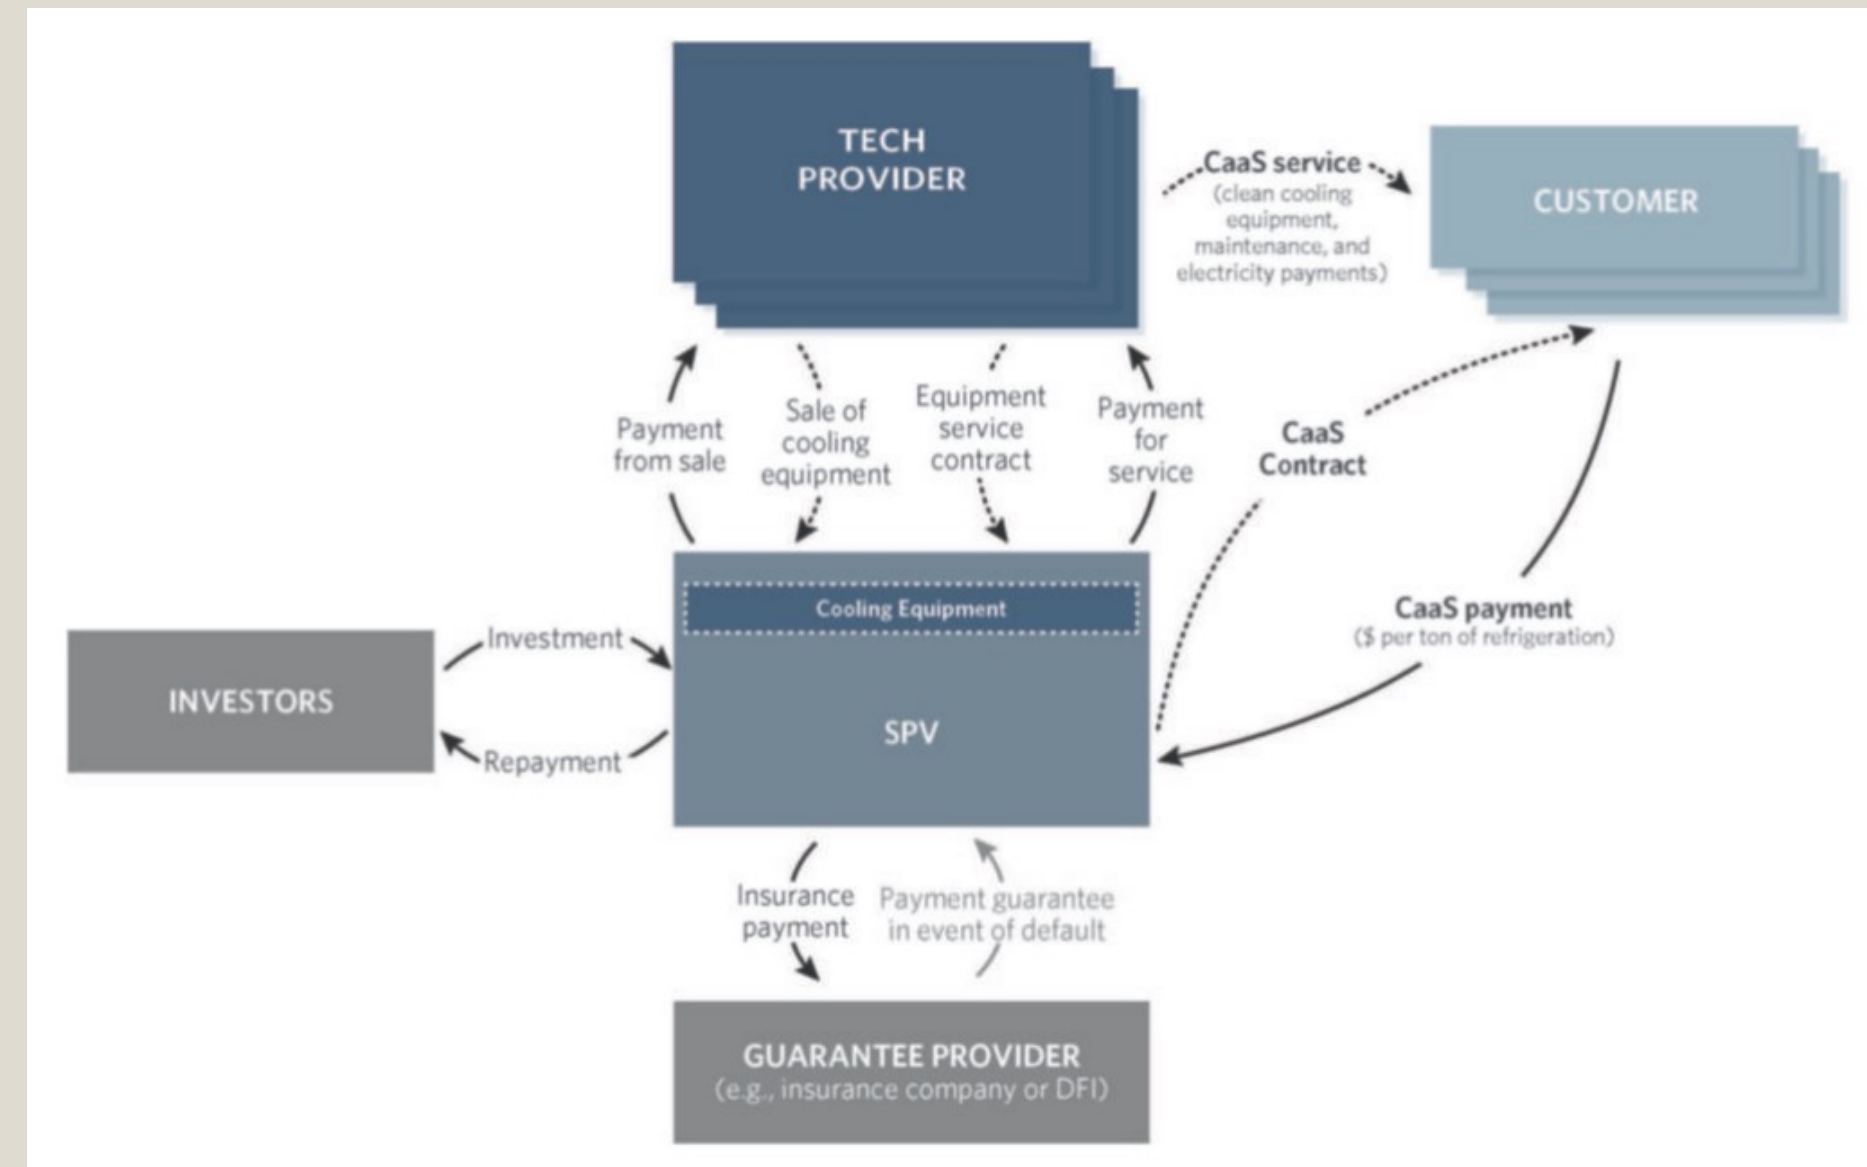 TECH
PROVIDER
CaaS service
(clean cooling
equipment,
maintenance, and
electricity payments)
CUSTOMER
Payment
from sale
Sale of
cooling
equipment
Equipment
service
contract
Payment
for
service
CaaS
Contract
CaaS payment
($ per ton of refrigeration)
Cooling Equipment
SPV
INVESTORS
Investment
Repayment
Insurance
payment
Payment guarantee
in event of default
GUARANTEE PROVIDER
(e.g., insurance company or DFI)